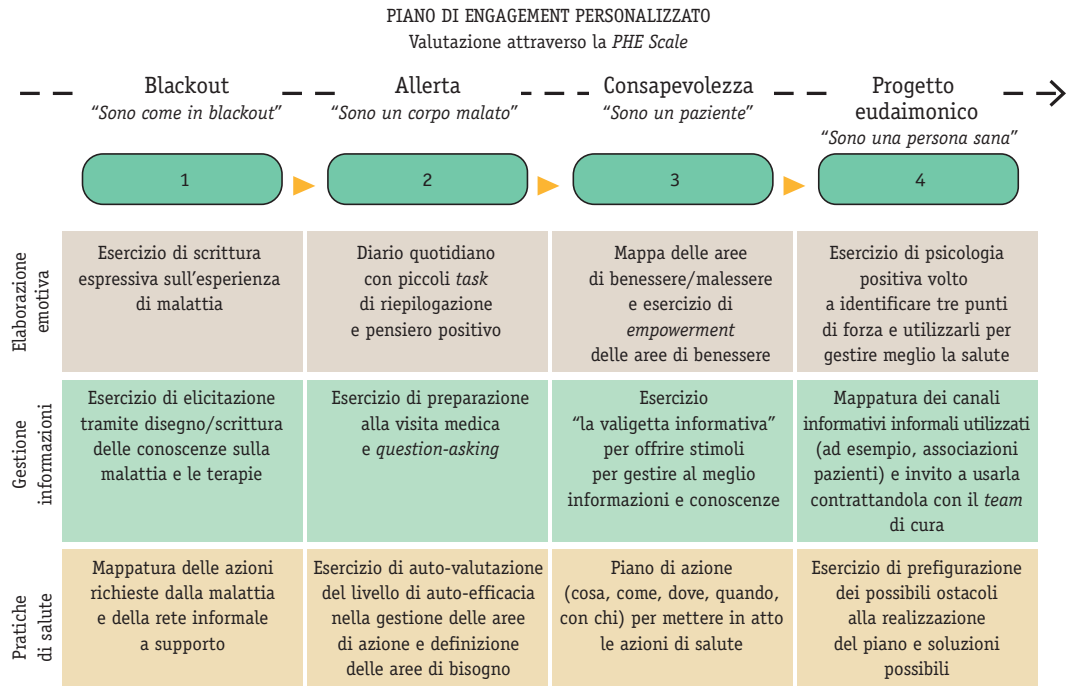 PIANO DI ENGAGEMENT PERSONALIZZATO
Valutazione attraverso la PHE Scale
Blackout
"Sono come in blackout"
Allerta
"Sono un corpo malato"
Consapevolezza
"Sono un paziente"
Progetto
eudaimonico
"Sono una persona sana"
1
2
3
4
Elaborazione
emotiva
Esercizio di scrittura
espressiva sull'esperienza
di malattia
Diario quotidiano
con piccoli task
di riepilogazione
e pensiero positivo
Mappa delle aree
di benessere/malessere
e esercizio di
empowerment
delle aree di benessere
Esercizio di psicologia
positiva volto
a identificare tre punti
di forza e utilizzarli per
gestire meglio la salute
Gestione
informazioni
Esercizio di elicitazione
tramite disegno/scrittura
delle conoscenze sulla
malattia e le terapie
Esercizio di preparazione
alla visita medica
e question-asking
Esercizio
"la valigetta informativa"
per offrire stimoli
per gestire al meglio
informazioni e conoscenze
Mappatura dei canali
informativi informali utilizzati
(ad esempio, associazioni
pazienti) e invito a usarla
contrattandola con il team
di cura
Pratiche
di salute
Mappatura delle azioni
richieste dalla malattia
e della rete informale
a supporto
Esercizio di auto-valutazione
del livello di auto-efficacia
nella gestione delle aree
di azione e definizione
delle aree di bisogno
Piano di azione
(cosa, come, dove, quando,
con chi) per mettere in atto
le azioni di salute
Esercizio di prefigurazione
dei possibili ostacoli
alla realizzazione
del piano e soluzioni
possibili